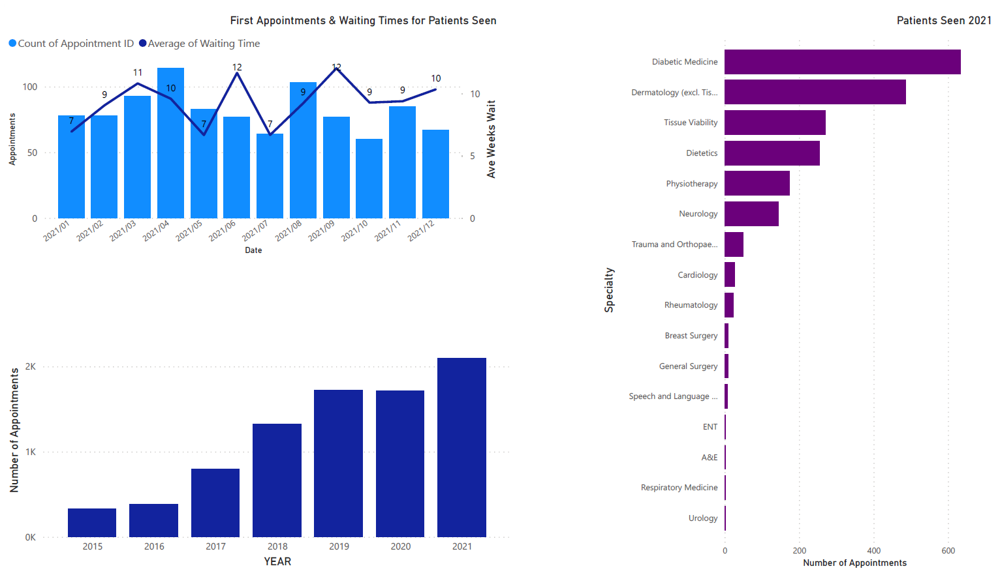 First Appointments & Waiting Times for Patients Seen
Count of Appointment ID Average of Waiting Time
Appointments
100
50
0
7
9
11
10
7
12
7
9
12
9
9
10
10
5
0
Ave Weeks Wait
2021/01
2021/02
2021/03
2021/04
2021/05
2021/06
2021/07
2021/08
2021/09
2021/10
2021/11
2021/12
Date
Number of Appointments
2K
1K
0K
2015 2016 2017 2018 2019 2020 2021
YEAR
Patients Seen 2021
Specialty
Diabetic Medicine
Dermatology (excl. Tis...
Tissue Viability
Dietetics
Physiotherapy
Neurology
Trauma and Orthopae...
Cardiology
Rheumatology
Breast Surgery
General Surgery
Speech and Language ...
ENT
A&E
Respiratory Medicine
Urology
0 200 400 600
Number of Appointments